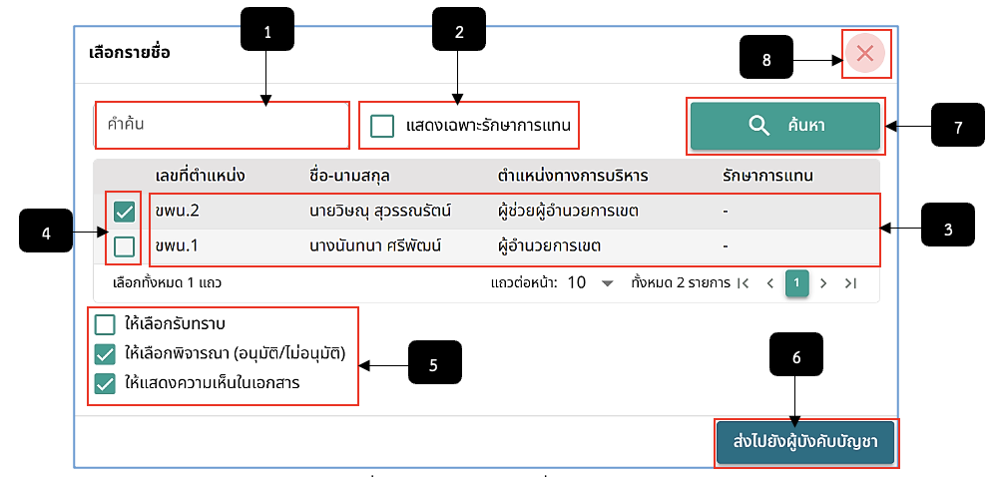 1
2
เลือกรายชื่อ
8
คำค้น
แสดงเฉพาะรักษาการแทน
ค้นหา
7
เลขที่ตำแหน่ง ชื่อ-นามสกุล ตำแหน่งทางการบริหาร รักษาการแทน
4
ขพน.2 นายวิษณุ สุวรรณรัตน์ ผู้ช่วยผู้อำนวยการเขต -
3
ขพน.1 นางนันทนา ศรีพัฒน์ ผู้อำนวยการเขต -
เลือกทั้งหมด 1 แถว แถวต่อหน้า: 10 ทั้งหมด 2 รายการ 1
ให้เลือกรับทราบ
ให้เลือกพิจารณา (อนุมัติ/ไม่อนุมัติ)
5
6
ให้แสดงความเห็นในเอกสาร
ส่งไปยังผู้บังคับบัญชา